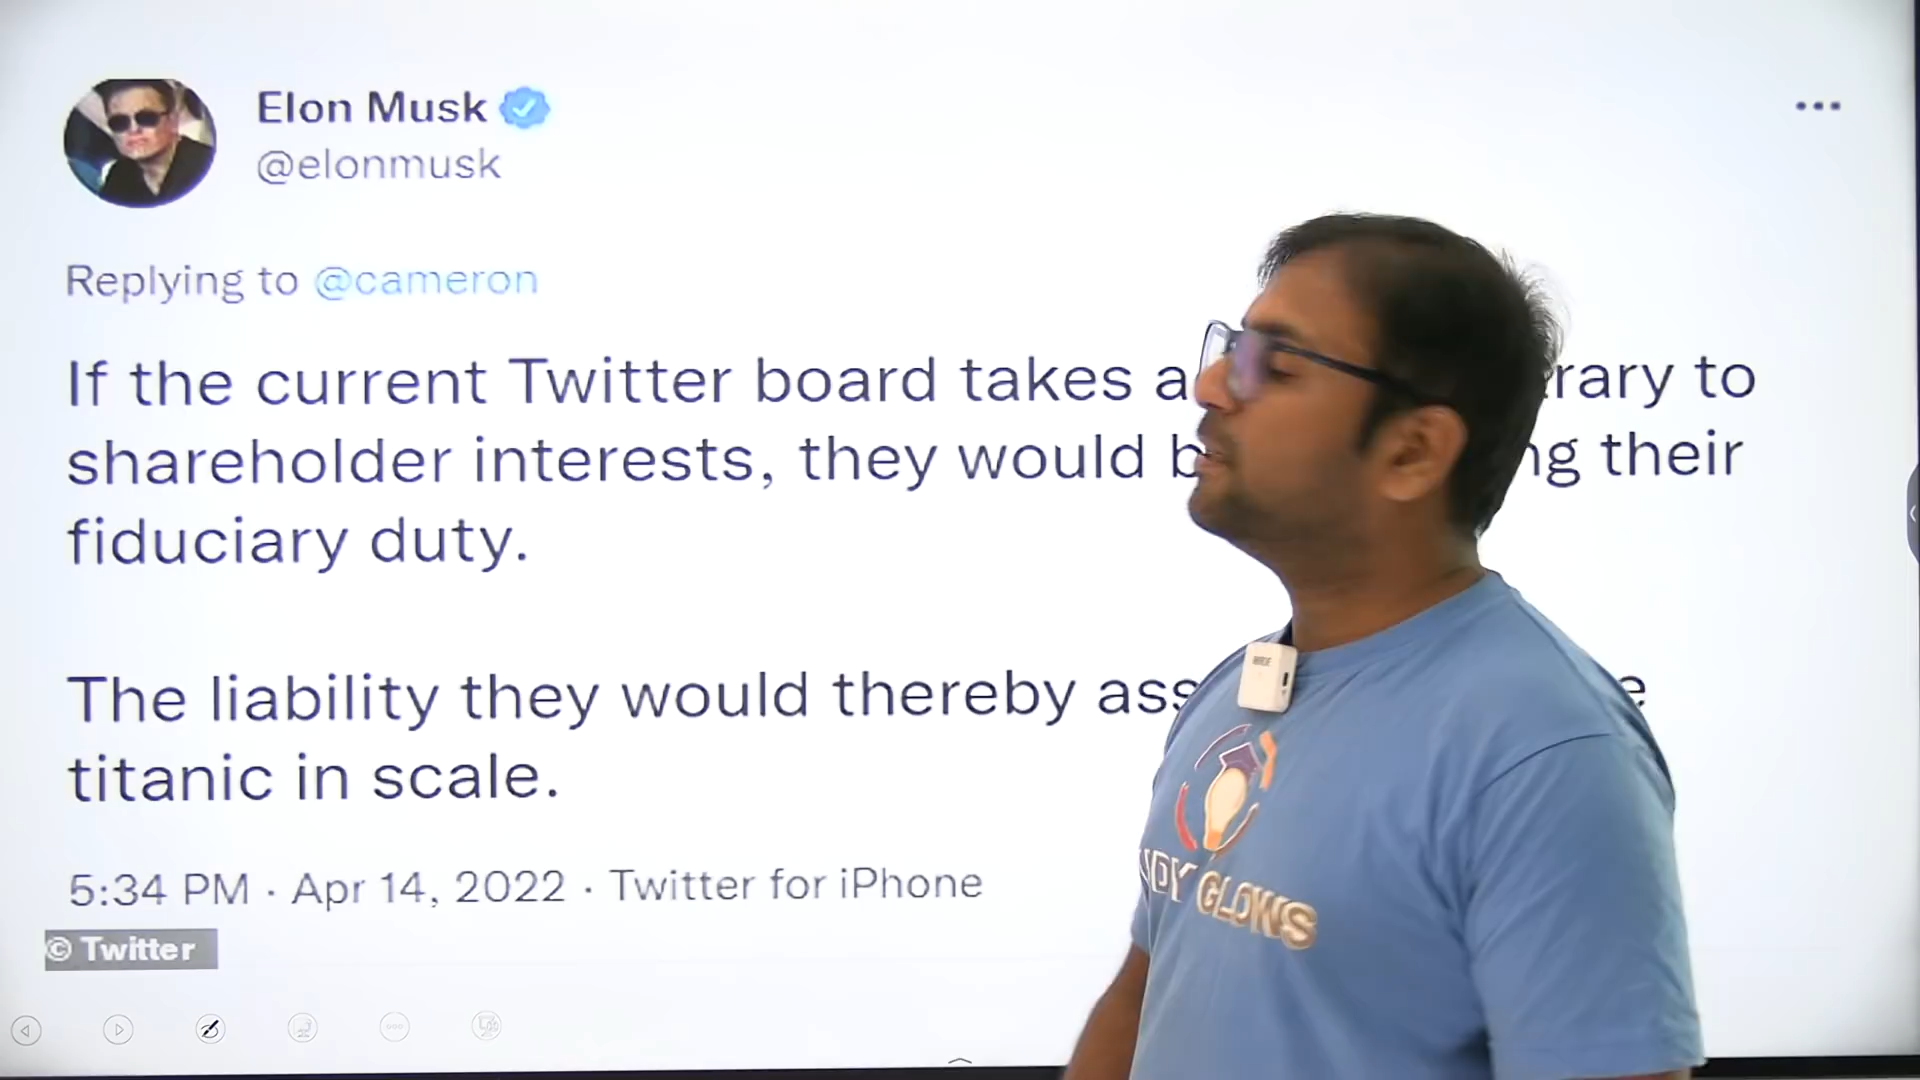 Elon Musk
@elonmusk
Replying to @cameron
If the current Twitter board takes to
shareholder interests, they would their
fiduciary duty.
The liability they would thereby
titanic in scale.
5:34 PM · Apr 14, 2022 · Twitter for iPhone
© Twitter
GLOWS